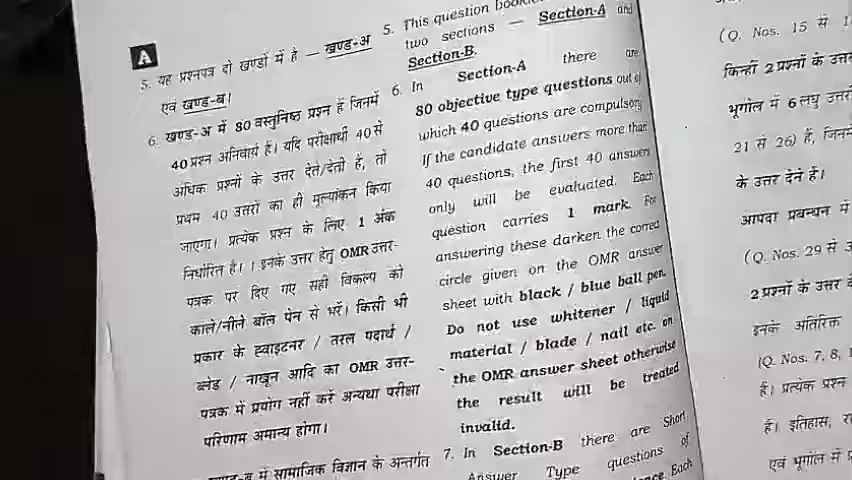 A
5. यह प्रश्नपत्र दो खण्डों में है — खण्ड-अ
एवं खण्ड-ब।
6. खण्ड-अ में 80 वस्तुनिष्ठ प्रश्न हैं जिनमें
40 प्रश्न अनिवार्य हैं। यदि परीक्षार्थी 40 से
अधिक प्रश्नों के उत्तर देते/देती हैं, तो
प्रथम 40 उत्तरों का ही मूल्यांकन किया
जाएगा। प्रत्येक प्रश्न के लिए 1 अंक
निर्धारित है। । इनके उत्तर हेतु OMR उत्तर-
पत्रक पर दिए गए सही विकल्प को
काले/नीले बॉल पेन से भरें। किसी भी
प्रकार के ह्वाइटनर / तरल पदार्थ /
ब्लेड / नाखून आदि का OMR उत्तर-
पत्रक में प्रयोग नहीं करें अन्यथा परीक्षा
परिणाम अमान्य होगा।
में सामाजिक विज्ञान के अन्तर्गत
5. This question
two sections — Section-A and
Section-B.
6. In Section-A there are
80 objective type questions out of
which 40 questions are compulsory
If the candidate answers more than
40 questions, the first 40 answers
only will be evaluated. Each
question carries 1 mark. For
answering these darken the correct
circle given on the OMR answer
sheet with black / blue ball pen.
Do not use whitener / liquid
material / blade / nail etc. on
the OMR answer sheet otherwise
the result will be treated
invalid.
7. In Section-B there are Short
Answer Type questions of
Each
(Q. Nos. 15 से
किन्हीं 2 प्रश्नों के
भूगोल में 6 लघु
21 से 26) हैं,
के उत्तर देने हैं।
आपदा प्रबन्धन में
(Q. Nos. 29 से
2 प्रश्नों के उत्तर
इनके अतिरिक्त
(Q. Nos. 7, 8,
हैं। प्रत्येक प्रश्न
हैं। इतिहास,
एवं भूगोल में